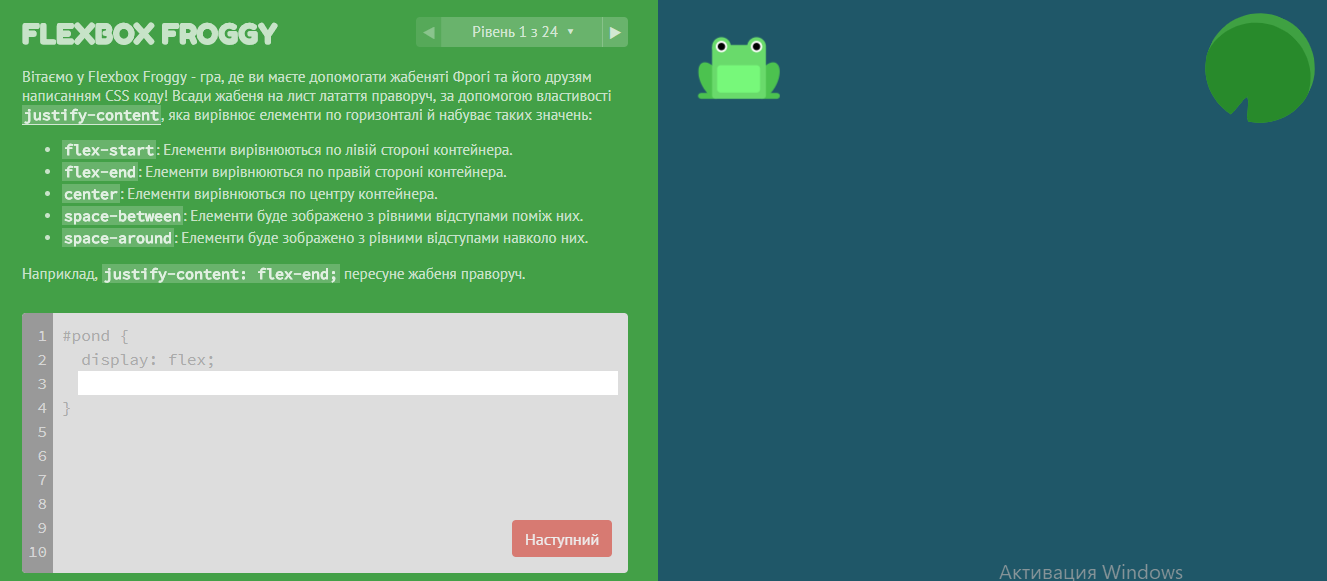 FLEXBOX FROGGY
◀ Рівень 1 з 24 ▼ ▶
Вітаємо у Flexbox Froggy - гра, де ви маєте допомогати жабеняті Фрогі та його друзям
написанням CSS коду! Всади жабеня на лист латаття праворуч, за допомогою властивості
justify-content, яка вирівнює елементи по горизонталі й набуває таких значень:
• flex-start: Елементи вирівнюються по лівій стороні контейнера.
• flex-end: Елементи вирівнюються по правій стороні контейнера.
• center: Елементи вирівнюються по центру контейнера.
• space-between: Елементи буде зображено з рівними відступами поміж них.
• space-around: Елементи буде зображено з рівними відступами навколо них.
Наприклад, justify-content: flex-end; пересуне жабеня праворуч.
1 #pond {
2 display: flex;
3
4 }
5
6
7
8
9
10
Наступний
Активация Windows